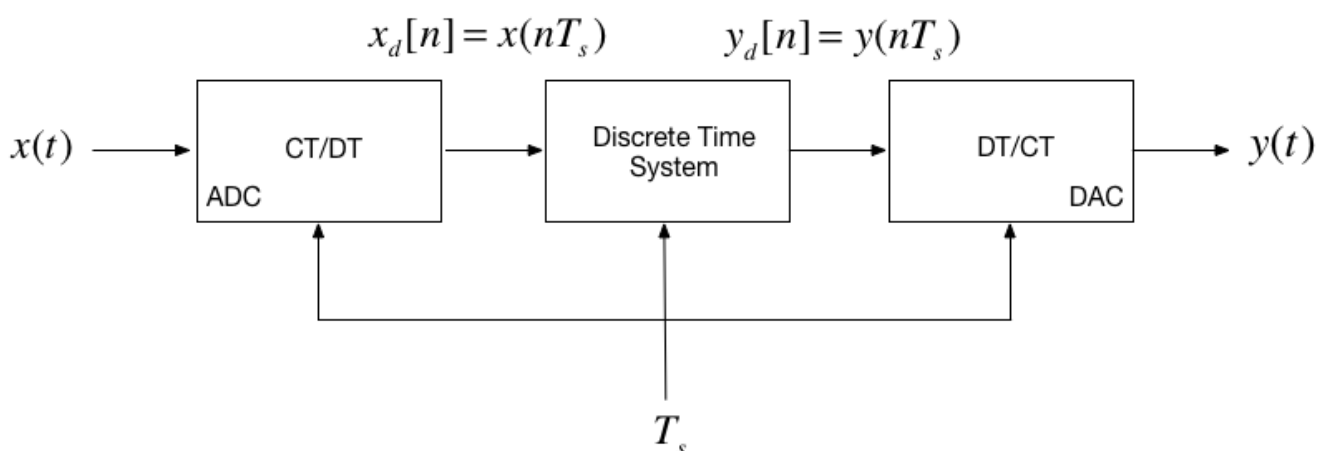 x_d[n] = x(nT_s)
y_d[n] = y(nT_s)
x(t)
CT/DT
ADC
Discrete Time
System
DT/CT
DAC
y(t)
T_s